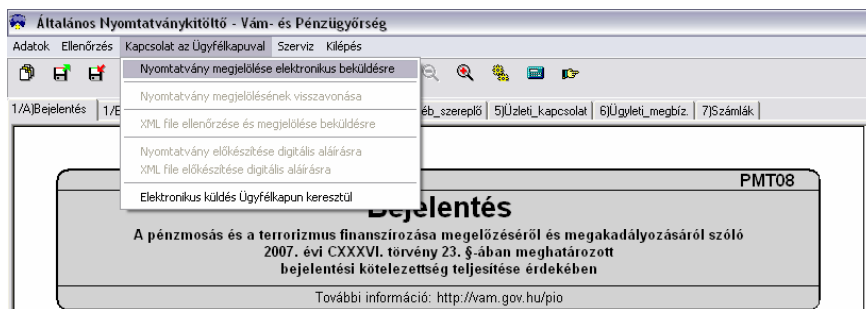 Általános Nyomtatványkitöltő - Vám- és Pénzügyőrség
Adatok Ellenőrzés Kapcsolat az Ügyfélkapuval Szerviz Kilépés
Nyomtatvány megjelölése elektronikus beküldésre
Nyomtatvány megjelölésének visszavonása
XML file ellenőrzése és megjelölése beküldésre
Nyomtatvány előkészítése digitális aláírásra
XML file előkészítése digitális aláírásra
Elektronikus küldés Ügyfélkapun keresztül
1/A)Bejelentés 1/E éb_szereplő 5)Üzleti_kapcsolat 6)Ügyleti_megbíz. 7)Számlák
PMT08
Bejelentés
A pénzmosás és a terrorizmus finanszírozása megelőzéséről és megakadályozásáról szóló
2007. évi CXXXVI. törvény 23. §-ában meghatározott
bejelentési kötelezettség teljesítése érdekében
További információ: http://vam.gov.hu/pio